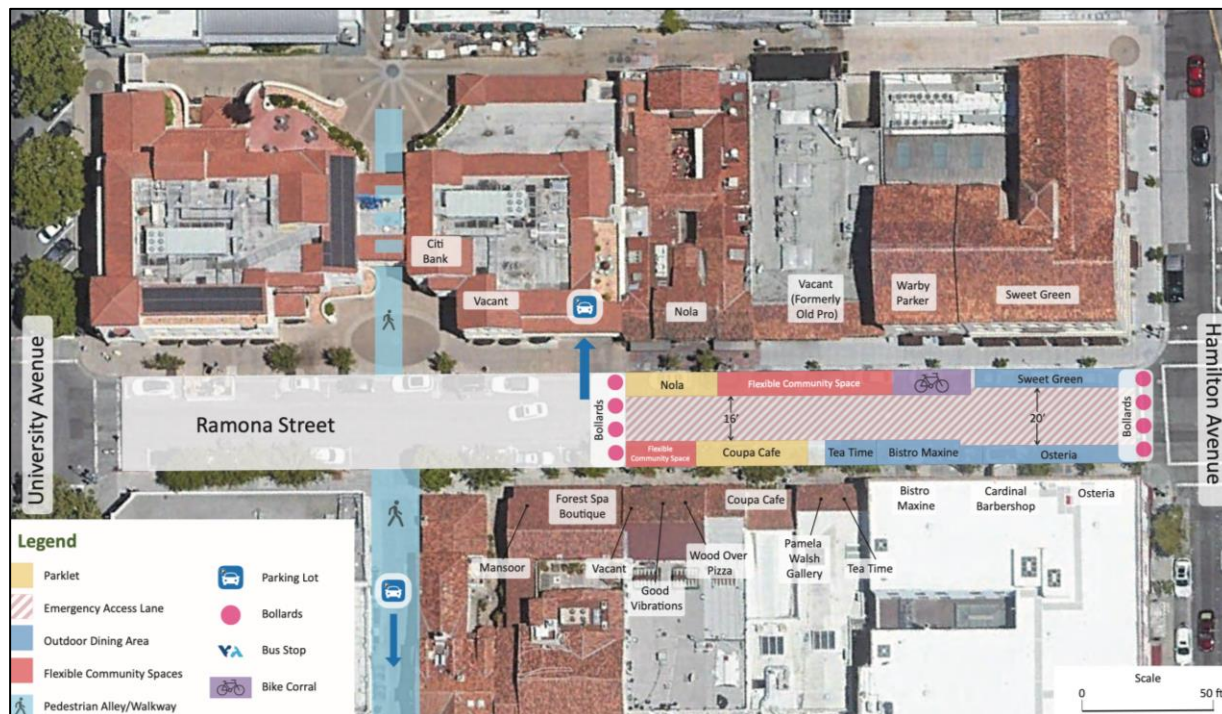 Citi
Bank
Vacant
Nola
Vacant
(Formerly
Old Pro)
Warby
Parker
Sweet Green
University Avenue
Ramona Street
Bollards
Nola
Flexible Community Space
Sweet Green
Bollards
Hamilton Avenue
16'
20'
Flexible
Community Space
Coupa Cafe
Tea Time
Bistro Maxine
Osteria
Mansoor
Forest Spa
Boutique
Vacant
Good
Vibrations
Wood Over
Pizza
Coupa Cafe
Pamela
Walsh
Gallery
Tea Time
Bistro
Maxine
Cardinal
Barbershop
Osteria
Legend
Parklet
Emergency Access Lane
Outdoor Dining Area
Flexible Community Spaces
Pedestrian Alley/Walkway
Parking Lot
Bollards
Bus Stop
Bike Corral
Scale
0 50 ft